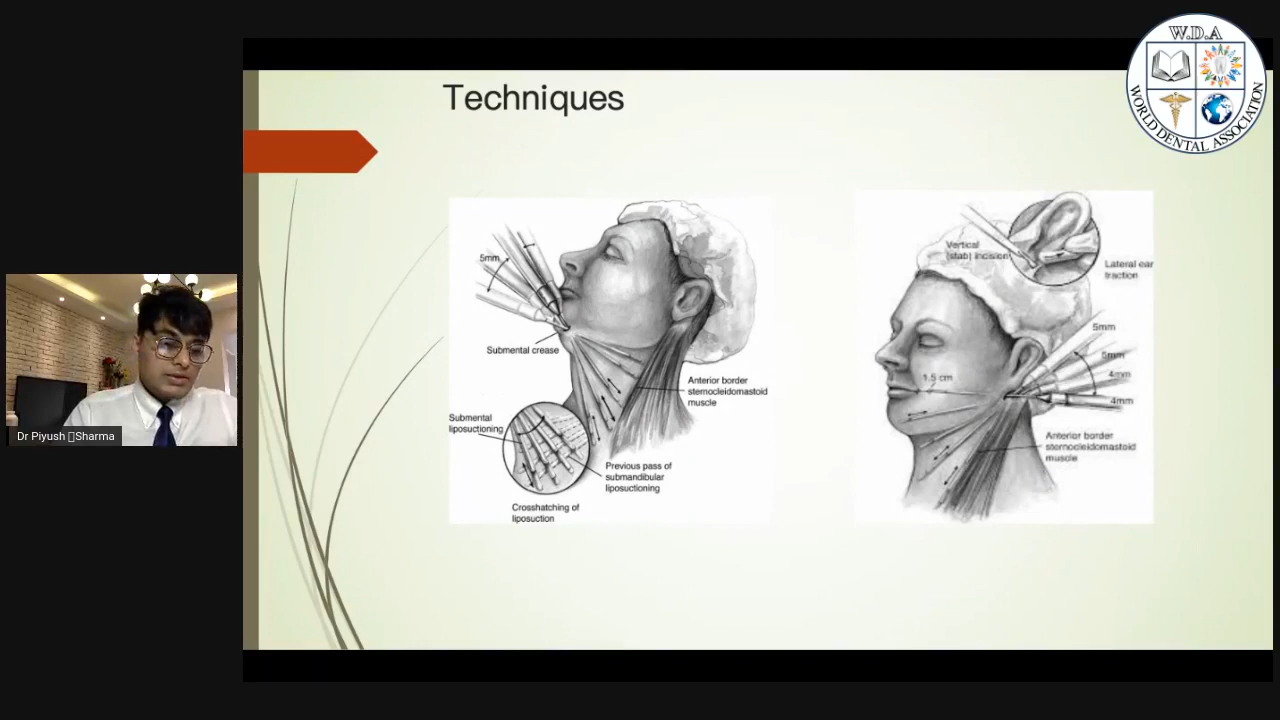 Techniques
W.D.A
WORLD DENTAL ASSOCIATION
5mm
Submental crease
Anterior border
sternocleidomastoid
muscle
Submental
liposuctioning
Previous pass of
submandibular
liposuctioning
Crosshatching of
liposuction
Vertical
(stab) incision
Lateral ear
traction
5mm
5mm
4mm
4mm
1.5 cm
Anterior border
sternocleidomastoid
muscle
Dr Piyush Sharma